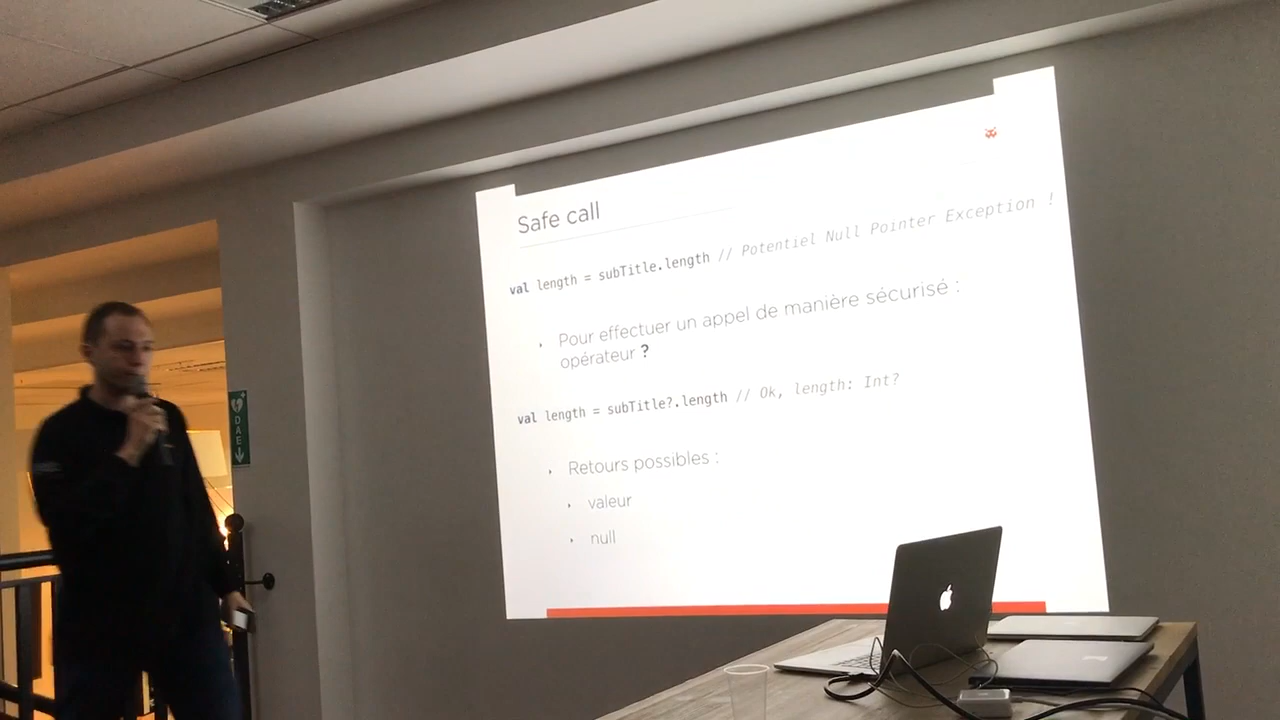 Safe call
val length = subTitle.length // Potentiel Null Pointer Exception !
Pour effectuer un appel de manière sécurisé :
opérateur ?
val length = subTitle?.length // Ok, length: Int?
Retours possibles :
valeur
null
DAE